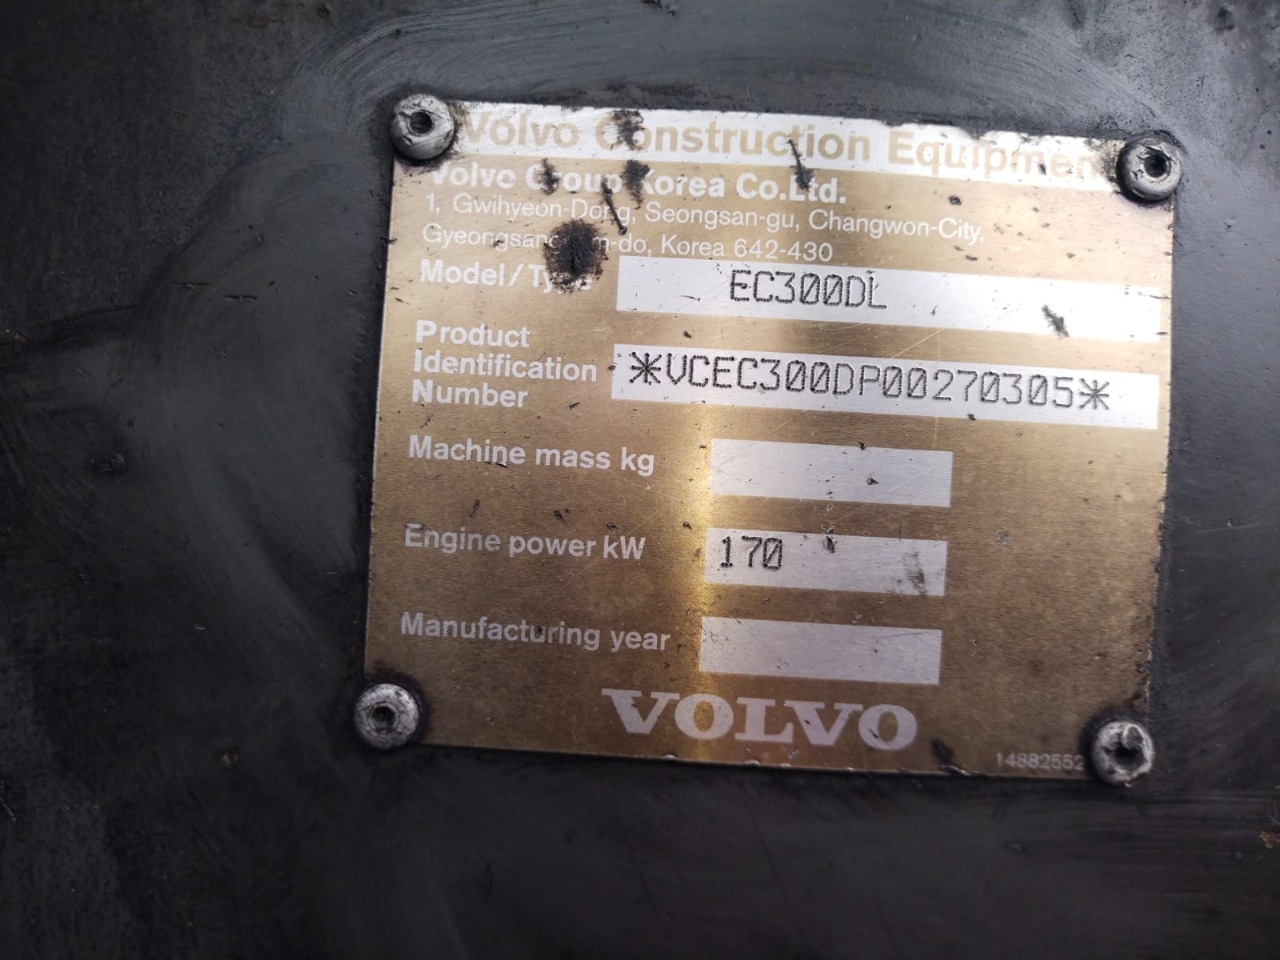 Volvo Construction Equipment
Volvo Group Korea Co.Ltd.
1, Gwihyeon-Dong, Seongsan-gu, Changwon-City,
Gyeongsangnam-do, Korea 642-430
Model/Type EC300DL
Product
Identification
Number
*VCEC300DP00270305*
Machine mass kg
Engine power kW 170
Manufacturing year
VOLVO
14882552